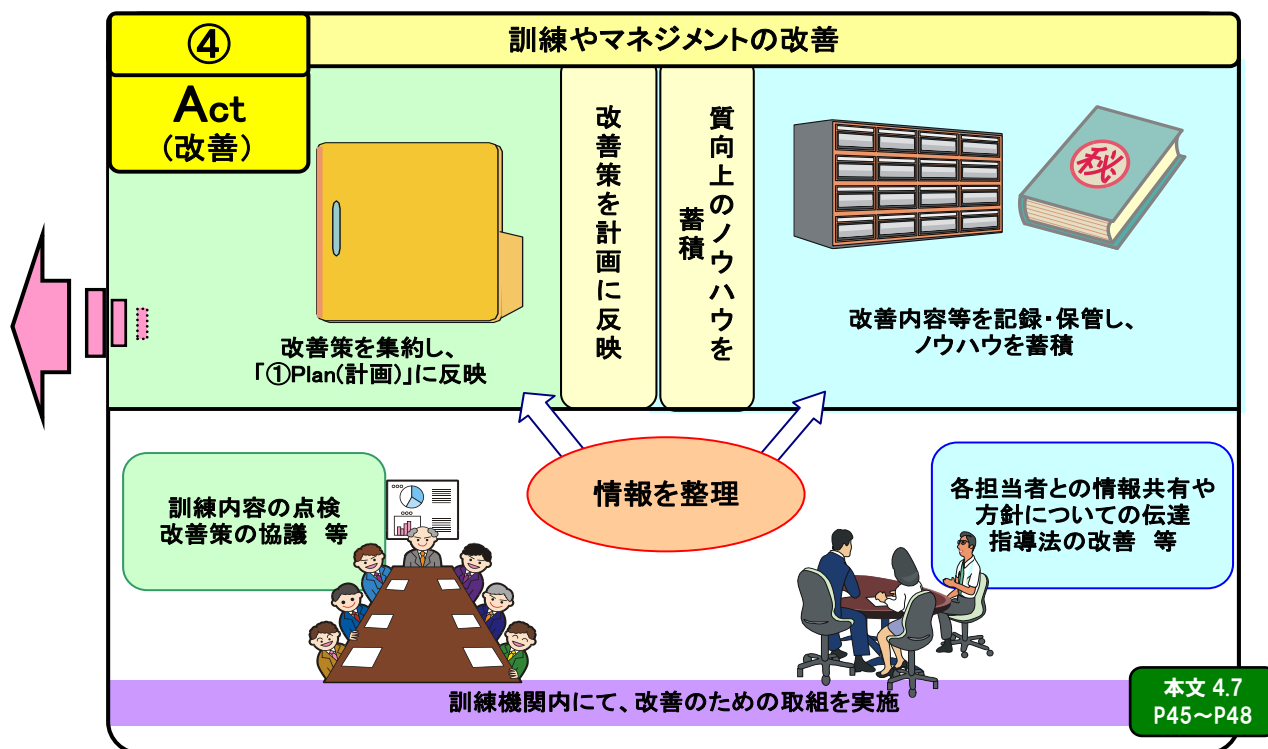 ④
Act
(改善)
訓練やマネジメントの改善
改善策を計画に反映
質向上のノウハウを
蓄積
秘
改善策を集約し、
「①Plan(計画)」に反映
改善内容等を記録・保管し、
ノウハウを蓄積
情報を整理
訓練内容の点検
改善策の協議 等
各担当者との情報共有や
方針についての伝達
指導法の改善 等
訓練機関内にて、改善のための取組を実施
本文 4.7
P45～P48